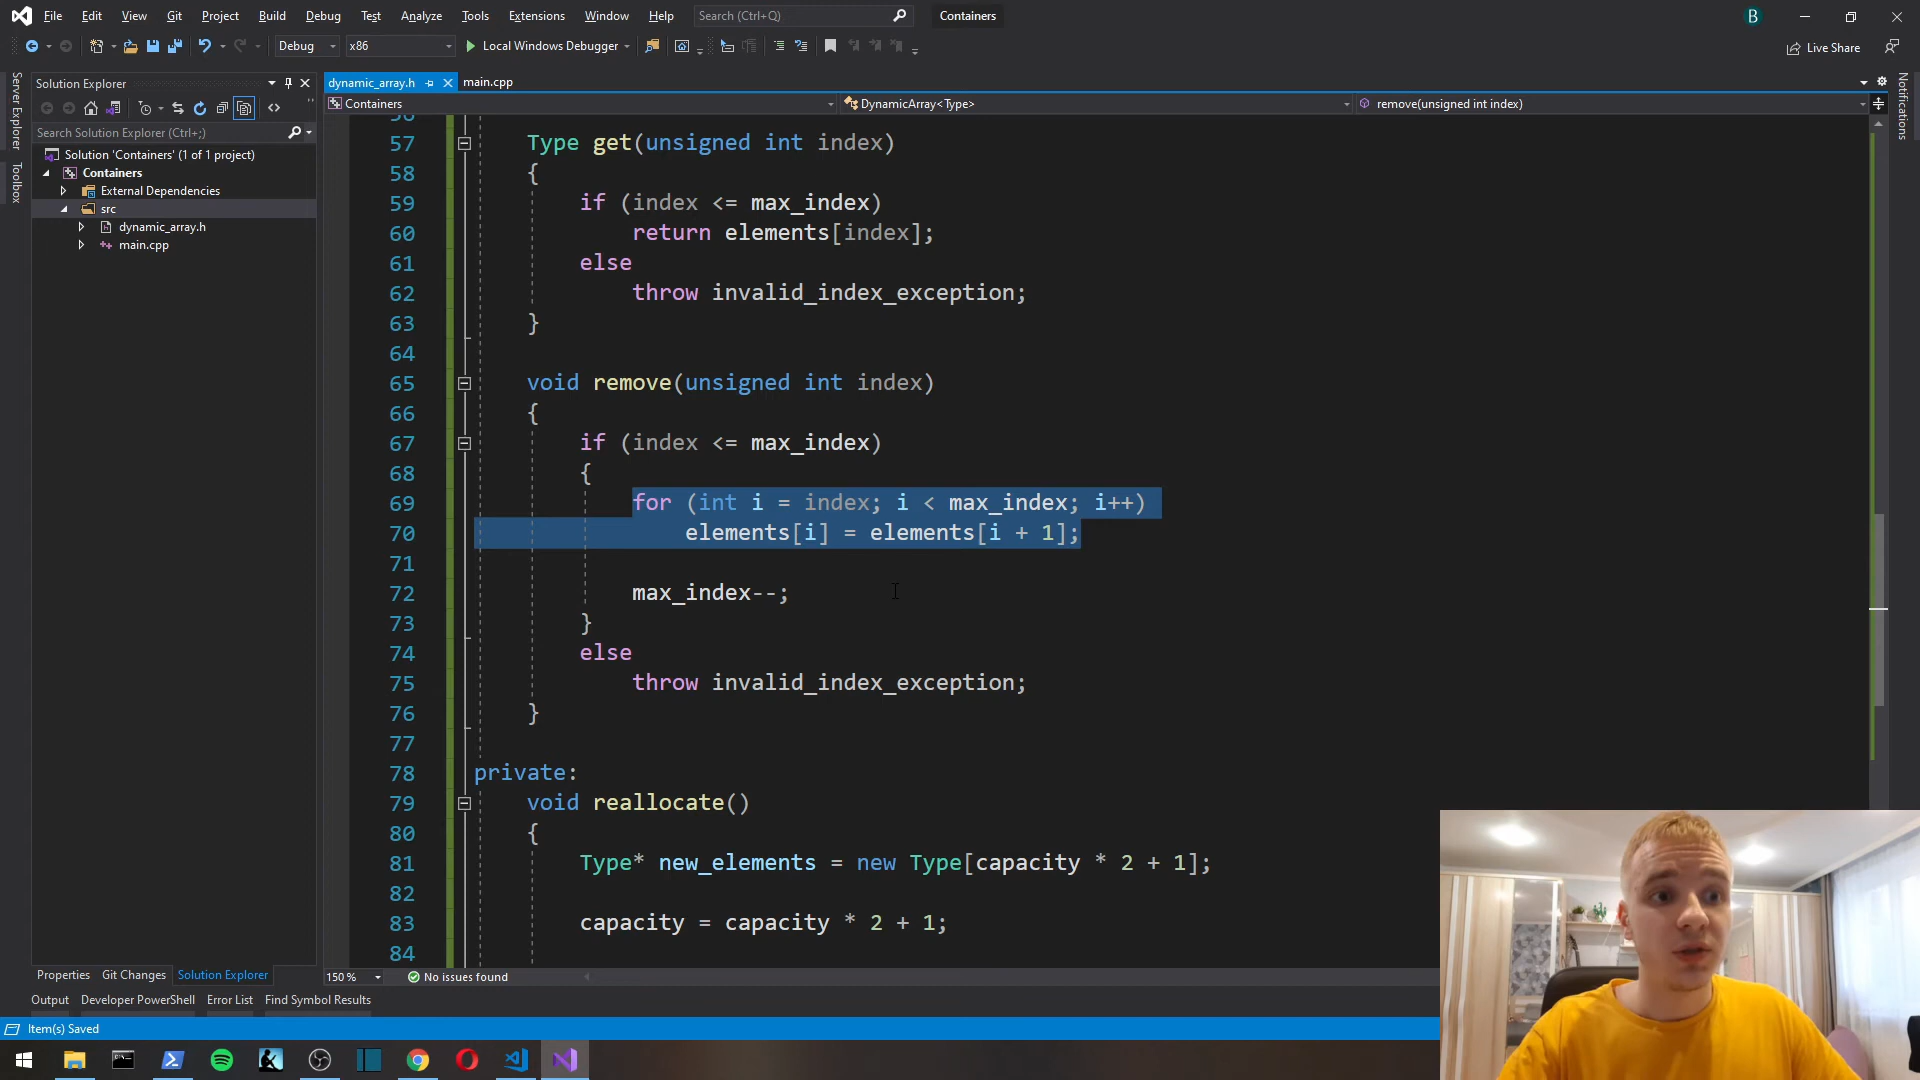 File Edit View Git Project Build Debug Test Analyze Tools Extensions Window Help Search (Ctrl+Q) Containers B
Debug x86 Local Windows Debugger Live Share
Server Explorer
Toolbox
Solution Explorer
Search Solution Explorer (Ctrl+;)
Solution 'Containers' (1 of 1 project)
Containers
External Dependencies
src
dynamic_array.h
main.cpp
Properties Git Changes Solution Explorer
dynamic_array.h main.cpp
Containers DynamicArray<Type> remove(unsigned int index)
56
57 Type get(unsigned int index)
58 {
59 if (index <= max_index)
60 return elements[index];
61 else
62 throw invalid_index_exception;
63 }
64
65 void remove(unsigned int index)
66 {
67 if (index <= max_index)
68 {
69 for (int i = index; i < max_index; i++)
70 elements[i] = elements[i + 1];
71
72 max_index--;
73 }
74 else
75 throw invalid_index_exception;
76 }
77
78 private:
79 void reallocate()
80 {
81 Type* new_elements = new Type[capacity * 2 + 1];
82
83 capacity = capacity * 2 + 1;
84
150 % No issues found
Notifications
Output Developer PowerShell Error List Find Symbol Results
Item(s) Saved